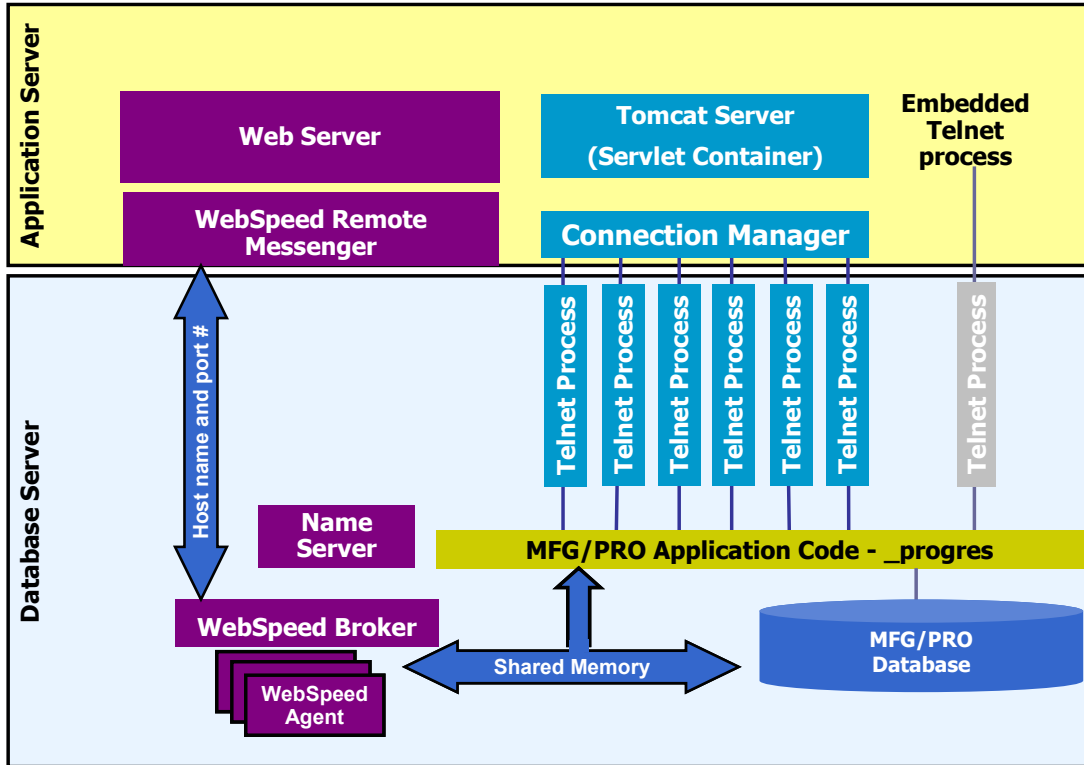 Application Server
Web Server
Tomcat Server
(Servlet Container)
Embedded
Telnet
process
WebSpeed Remote
Messenger
Connection Manager
Database Server
Host name and port #
Telnet Process
Telnet Process
Telnet Process
Telnet Process
Telnet Process
Telnet Process
Telnet Process
Name
Server
MFG/PRO Application Code - _progres
WebSpeed Broker
Shared Memory
MFG/PRO
Database
WebSpeed
Agent